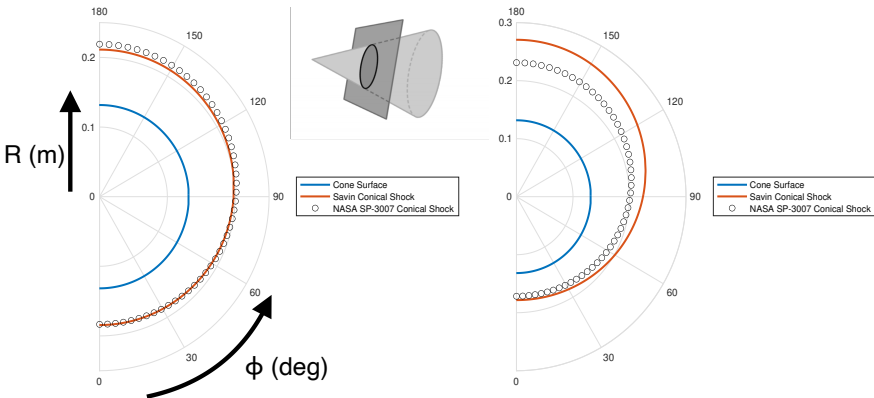 180
150
0.2
120
0.1
R (m)
0
90
Cone Surface
Savin Conical Shock
NASA SP-3007 Conical Shock
60
30
0
ϕ (deg)
0.3
180
150
0.2
120
0.1
0
90
Cone Surface
Savin Conical Shock
NASA SP-3007 Conical Shock
60
30
0